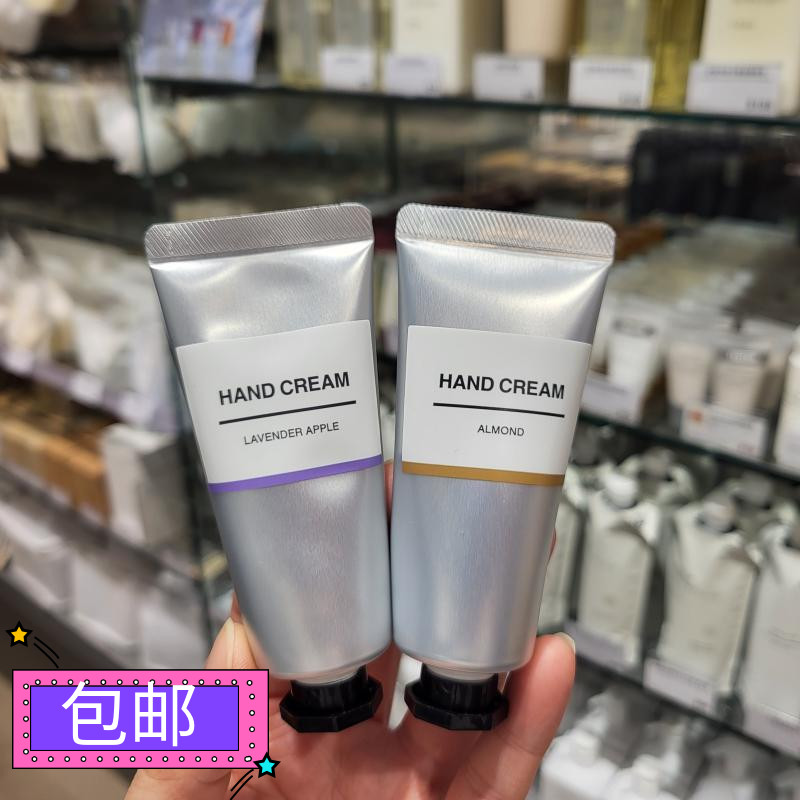 HAND CREAM
LAVENDER APPLE
HAND CREAM
ALMOND
包邮